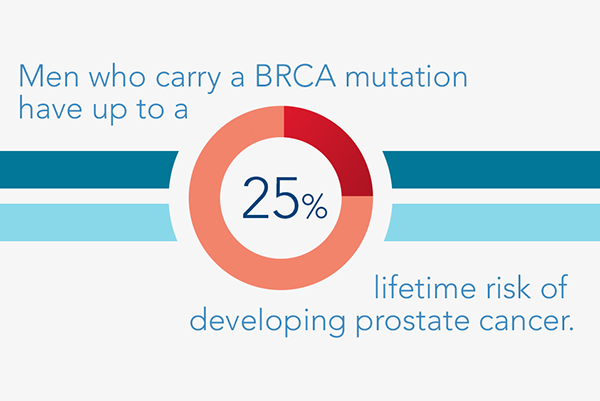 Men who carry a BRCA mutation
have up to a
25%
lifetime risk of
developing prostate cancer.